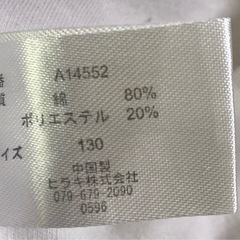 番 A14552
質 綿 80%
ポリエステル 20%
イズ 130
中国製
ヒラキ株式会社
079-679-2090
0596